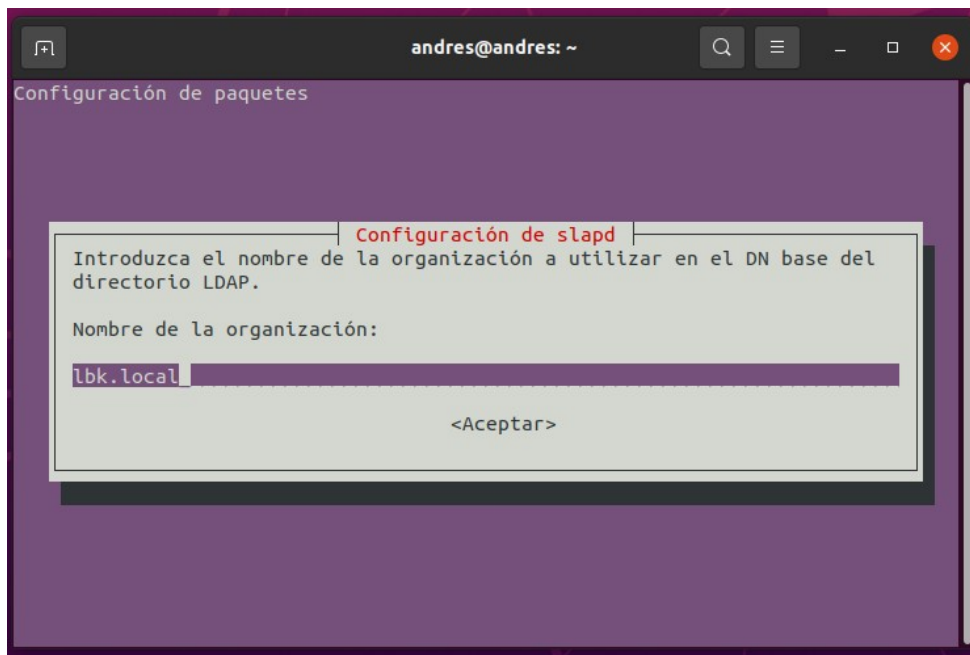 andres@andres: ~
Configuración de paquetes
Configuración de slapd
Introduzca el nombre de la organización a utilizar en el DN base del
directorio LDAP.
Nombre de la organización:
lbk.local
<Aceptar>